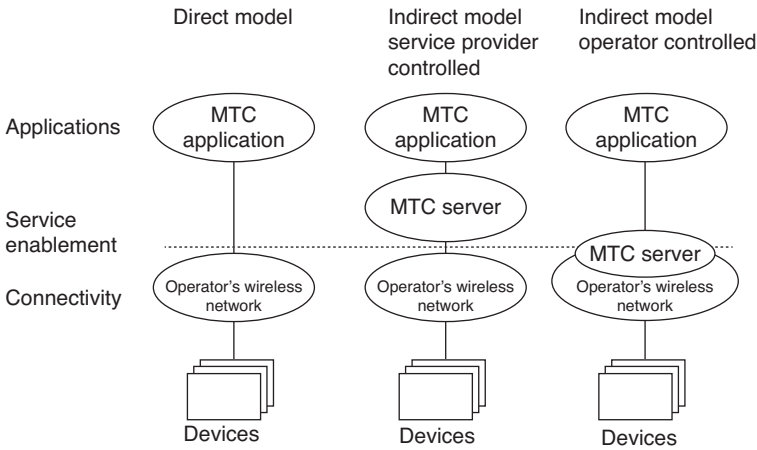 Direct model
Indirect model
service provider
controlled
Indirect model
operator controlled
Applications
MTC
application
MTC
application
MTC
application
MTC server
Service
enablement
MTC server
Connectivity
Operator's wireless
network
Operator's wireless
network
Operator's wireless
network
Devices
Devices
Devices